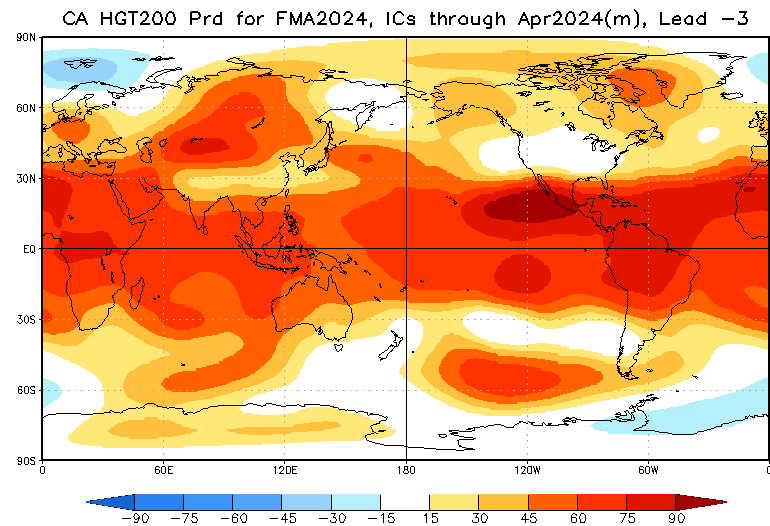 CA HGT200 Prd for FMA2024, ICs through Apr2024(m), Lead −3
90N
60N
30N
EQ
30S
60S
90S
0 60E 120E 180 120W 60W 0
−90 −75 −60 −45 −30 −15 15 30 45 60 75 90